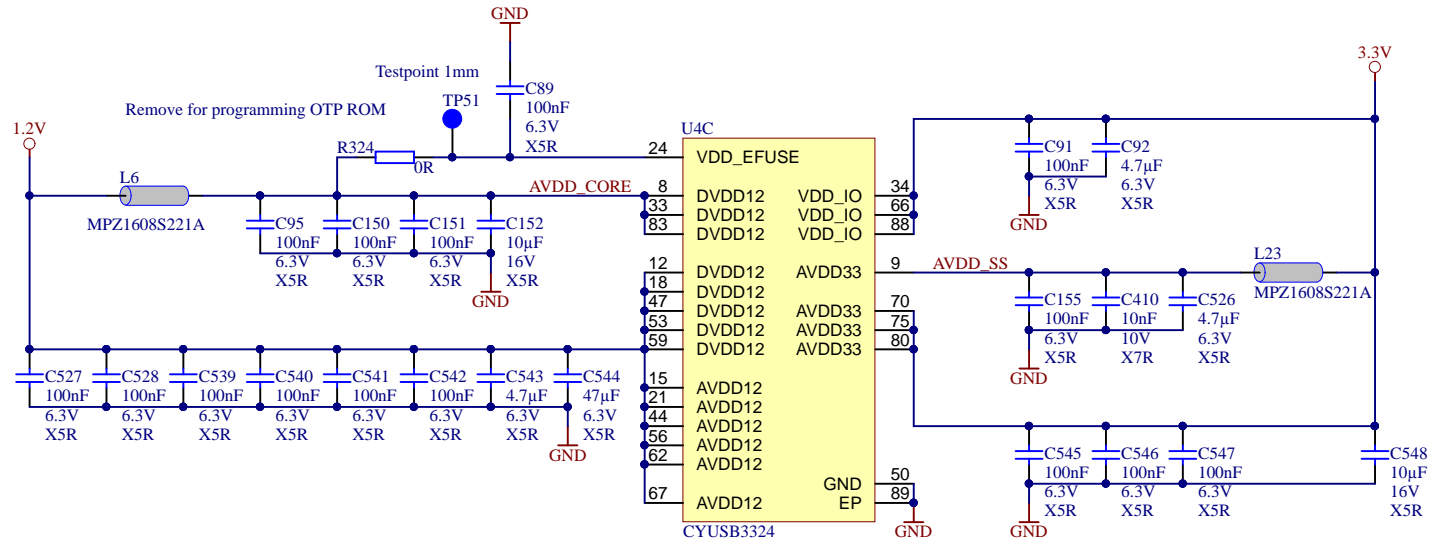 GND
3.3V
Testpoint 1mm
C89
TP51
100nF
6.3V
X5R
Remove for programming OTP ROM
1.2V
U4C
R324
0R
24
VDD_EFUSE
C91
100nF
6.3V
X5R
C92
4.7µF
6.3V
X5R
GND
L6
MPZ1608S221A
AVDD_CORE
8
DVDD12
33
DVDD12
83
DVDD12
VDD_IO
34
VDD_IO
66
VDD_IO
88
C95
100nF
6.3V
X5R
C150
100nF
6.3V
X5R
C151
100nF
6.3V
X5R
C152
10µF
16V
X5R
GND
12
DVDD12
18
DVDD12
47
DVDD12
53
DVDD12
59
DVDD12
AVDD33
9
AVDD_SS
L23
MPZ1608S221A
AVDD33
70
AVDD33
75
AVDD33
80
C155
100nF
6.3V
X5R
C410
10nF
10V
X7R
C526
4.7µF
6.3V
X5R
GND
C527
100nF
6.3V
X5R
C528
100nF
6.3V
X5R
C539
100nF
6.3V
X5R
C540
100nF
6.3V
X5R
C541
100nF
6.3V
X5R
C542
100nF
6.3V
X5R
C543
4.7µF
6.3V
X5R
C544
47µF
6.3V
X5R
GND
15
AVDD12
21
AVDD12
44
AVDD12
56
AVDD12
62
AVDD12
67
AVDD12
GND
50
EP
89
GND
C545
100nF
6.3V
X5R
C546
100nF
6.3V
X5R
C547
100nF
6.3V
X5R
C548
10µF
16V
X5R
GND
CYUSB3324